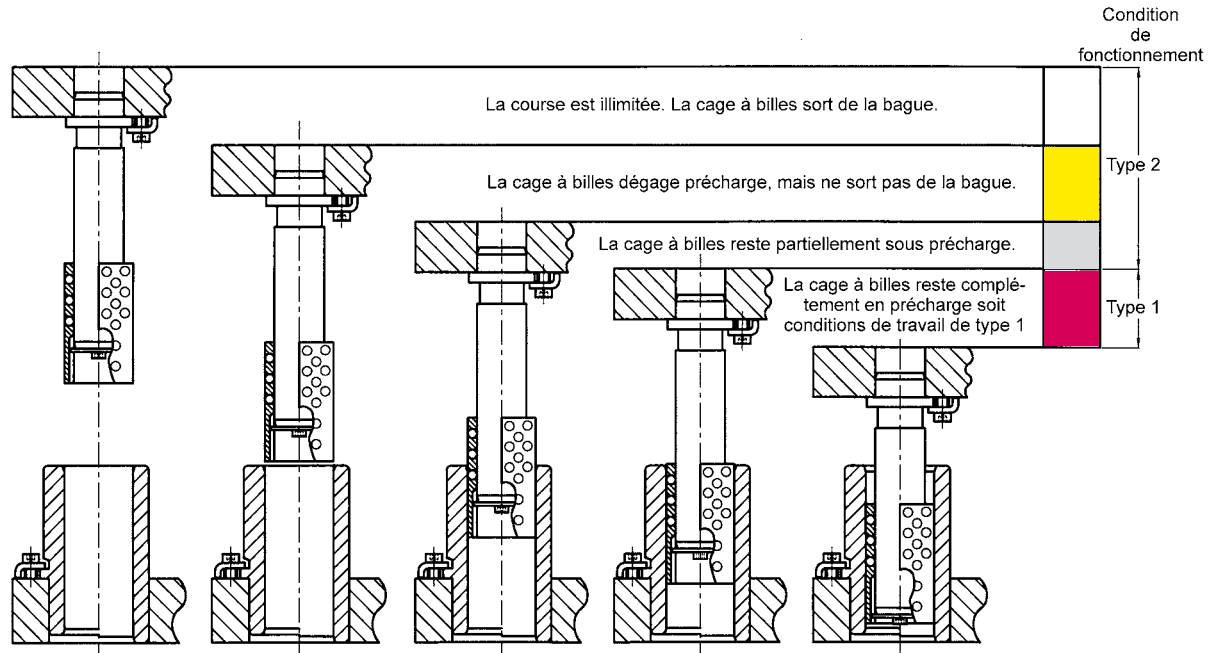 Condition
de
fonctionnement
La course est illimitée. La cage à billes sort de la bague.
Type 2
La cage à billes dégage précharge, mais ne sort pas de la bague.
La cage à billes reste partiellement sous précharge.
La cage à billes reste complé-
tement en précharge soit
conditions de travail de type 1
Type 1